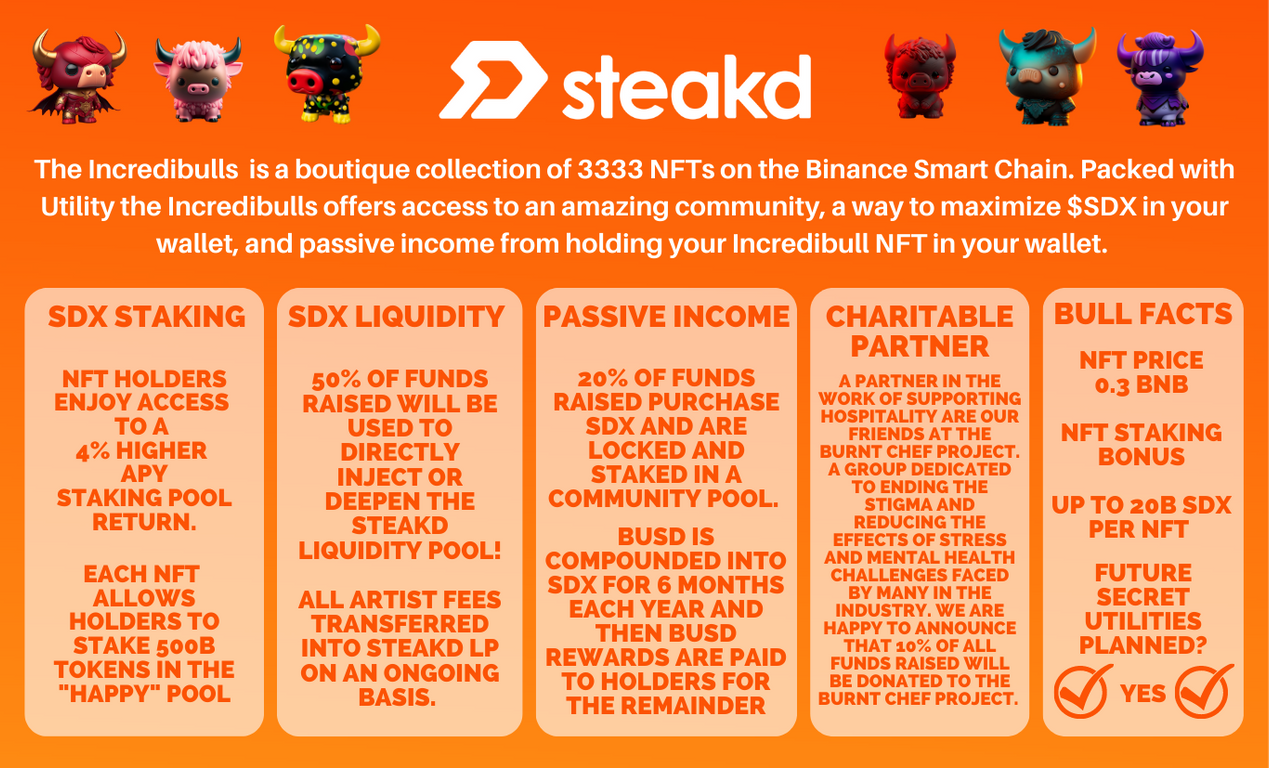 steakd
The Incredibulls is a boutique collection of 3333 NFTs on the Binance Smart Chain. Packed with
Utility the Incredibulls offers access to an amazing community, a way to maximize $SDX in your
wallet, and passive income from holding your Incredibull NFT in your wallet.
SDX STAKING
NFT HOLDERS
ENJOY ACCESS
TO A
4% HIGHER
APY
STAKING POOL
RETURN.
EACH NFT
ALLOWS
HOLDERS TO
STAKE 500B
TOKENS IN THE
"HAPPY" POOL
SDX LIQUIDITY
50% OF FUNDS
RAISED WILL BE
USED TO
DIRECTLY
INJECT OR
DEEPEN THE
STEAKD
LIQUIDITY POOL!
ALL ARTIST FEES
TRANSFERRED
INTO STEAKD LP
ON AN ONGOING
BASIS.
PASSIVE INCOME
20% OF FUNDS
RAISED PURCHASE
SDX AND ARE
LOCKED AND
STAKED IN A
COMMUNITY POOL.
BUSD IS
COMPOUNDED INTO
SDX FOR 6 MONTHS
EACH YEAR AND
THEN BUSD
REWARDS ARE PAID
TO HOLDERS FOR
THE REMAINDER
CHARITABLE
PARTNER
A PARTNER IN THE
WORK OF SUPPORTING
HOSPITALITY ARE OUR
FRIENDS AT THE
BURNT CHEF PROJECT.
A GROUP DEDICATED
TO ENDING THE
STIGMA AND
REDUCING THE
EFFECTS OF STRESS
AND MENTAL HEALTH
CHALLENGES FACED
BY MANY IN THE
INDUSTRY. WE ARE
HAPPY TO ANNOUNCE
THAT 10% OF ALL
FUNDS RAISED WILL
BE DONATED TO THE
BURNT CHEF PROJECT.
BULL FACTS
NFT PRICE
0.3 BNB
NFT STAKING
BONUS
UP TO 20B SDX
PER NFT
FUTURE
SECRET
UTILITIES
PLANNED?
YES